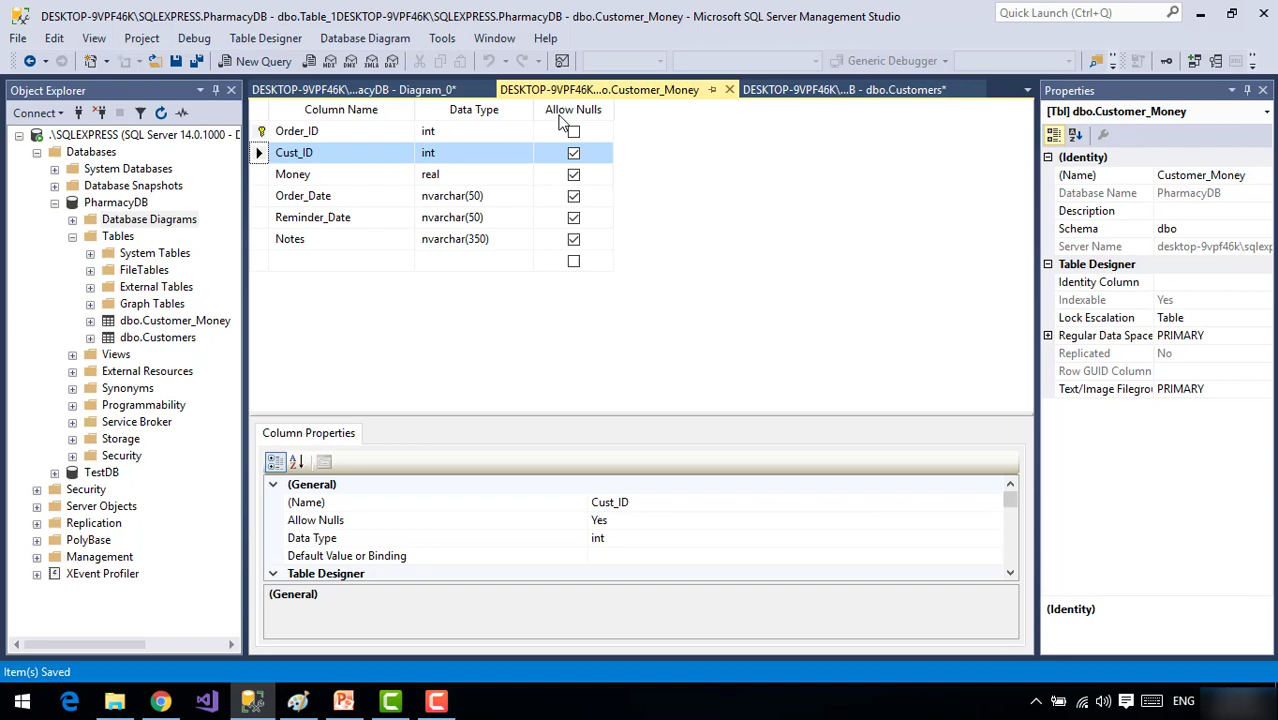 DESKTOP-9VPF46K\SQLEXPRESS.PharmacyDB - dbo.Table_1DESKTOP-9VPF46K\SQLEXPRESS.PharmacyDB - dbo.Customer_Money - Microsoft SQL Server Management Studio
Quick Launch (Ctrl+Q)
File Edit View Project Debug Table Designer Database Diagram Tools Window Help
New Query MDX DMX XMLA DAX Generic Debugger
Object Explorer
DESKTOP-9VPF46K\...acyDB - Diagram_0*
DESKTOP-9VPF46K...o.Customer_Money
DESKTOP-9VPF46K\...B - dbo.Customers*
Properties
Connect
.\SQLEXPRESS (SQL Server 14.0.1000 -
Databases
System Databases
Database Snapshots
PharmacyDB
Database Diagrams
Tables
System Tables
FileTables
External Tables
Graph Tables
dbo.Customer_Money
dbo.Customers
Views
External Resources
Synonyms
Programmability
Service Broker
Storage
Security
TestDB
Security
Server Objects
Replication
PolyBase
Management
XEvent Profiler
Column Name Data Type Allow Nulls
Order_ID int
Cust_ID int
Money real
Order_Date nvarchar(50)
Reminder_Date nvarchar(50)
Notes nvarchar(350)
Column Properties
(General)
(Name) Cust_ID
Allow Nulls Yes
Data Type int
Default Value or Binding
Table Designer
(General)
[Tbl] dbo.Customer_Money
(Identity)
(Name) Customer_Money
Database Name PharmacyDB
Description
Schema dbo
Server Name desktop-9vpf46k\sqlexpress
Table Designer
Identity Column
Indexable Yes
Lock Escalation Table
Regular Data Space PRIMARY
Replicated No
Row GUID Column
Text/Image Filegrou PRIMARY
(Identity)
Item(s) Saved
ENG